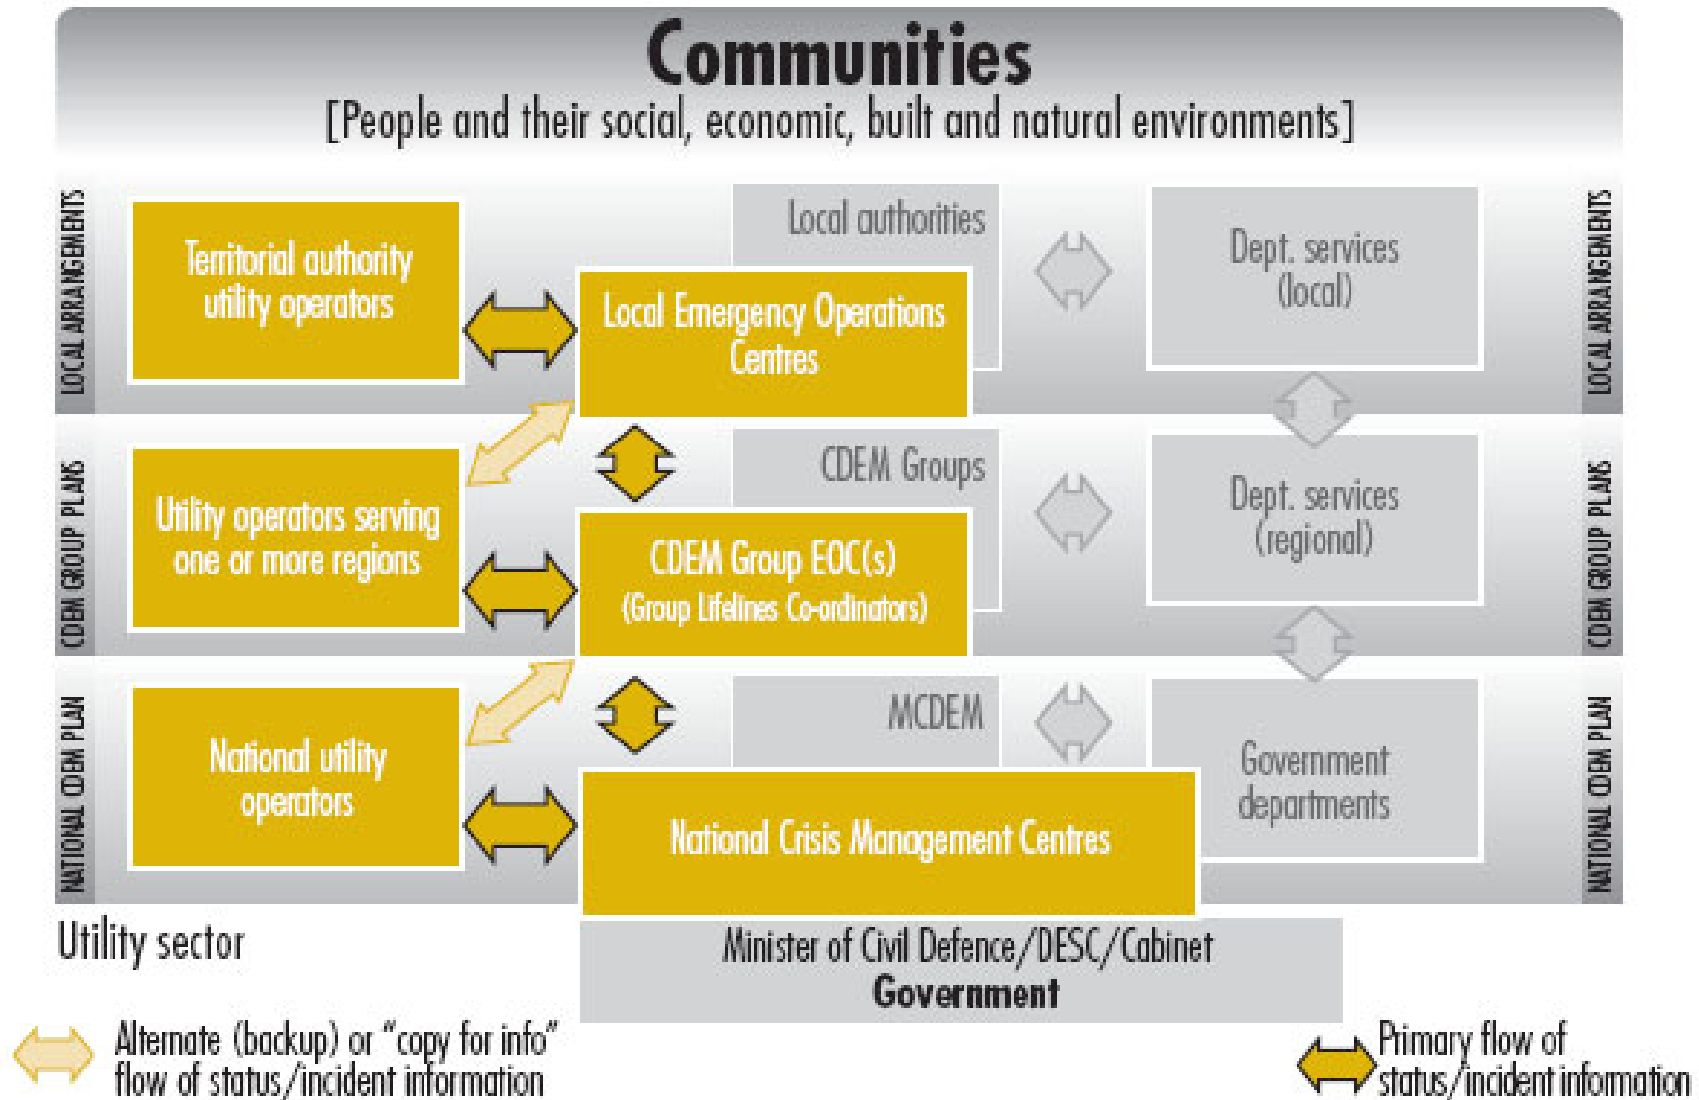 Communities
[People and their social, economic, built and natural environments]
LOCAL ARRANGEMENTS
Territorial authority
utility operators
Local authorities
Local Emergency Operations
Centres
Dept. services
(local)
LOCAL ARRANGEMENTS
CDEM GROUP PLANS
Utility operators serving
one or more regions
CDEM Groups
CDEM Group EOC(s)
(Group Lifelines Co-ordinators)
Dept. services
(regional)
CDEM GROUP PLANS
NATIONAL CDEM PLAN
National utility
operators
MCDEM
National Crisis Management Centres
Government
departments
NATIONAL CDEM PLAN
Utility sector
Minister of Civil Defence/DESC/Cabinet
Government
Alternate (backup) or "copy for info"
flow of status/incident information
Primary flow of
status/incident information